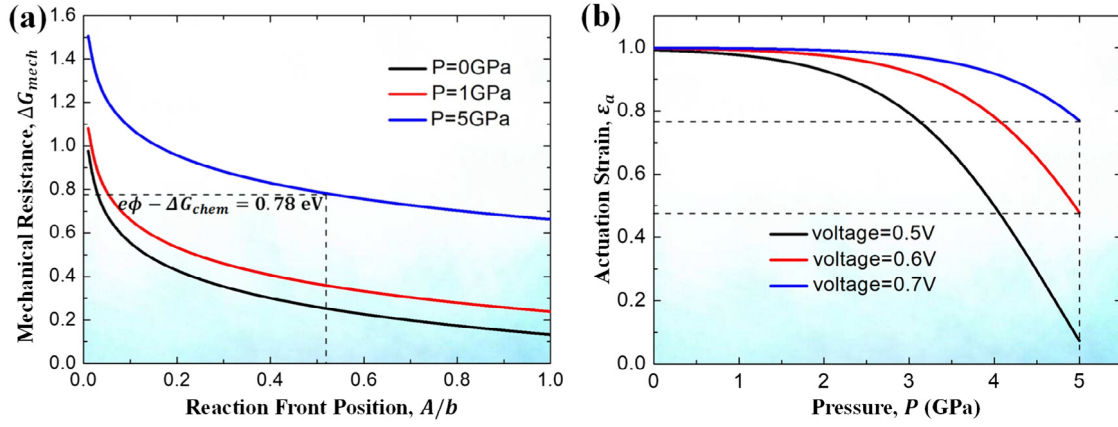 (a)
Mechanical Resistance, ΔG_mech
1.6
1.4
1.2
1.0
0.8
0.6
0.4
0.2
0.0
P=0GPa
P=1GPa
P=5GPa
eϕ − ΔG_chem = 0.78 eV
0.0 0.2 0.4 0.6 0.8 1.0
Reaction Front Position, A/b
(b)
Actuation Strain, ε_a
1.0
0.8
0.6
0.4
0.2
0.0
voltage=0.5V
voltage=0.6V
voltage=0.7V
0 1 2 3 4 5
Pressure, P (GPa)